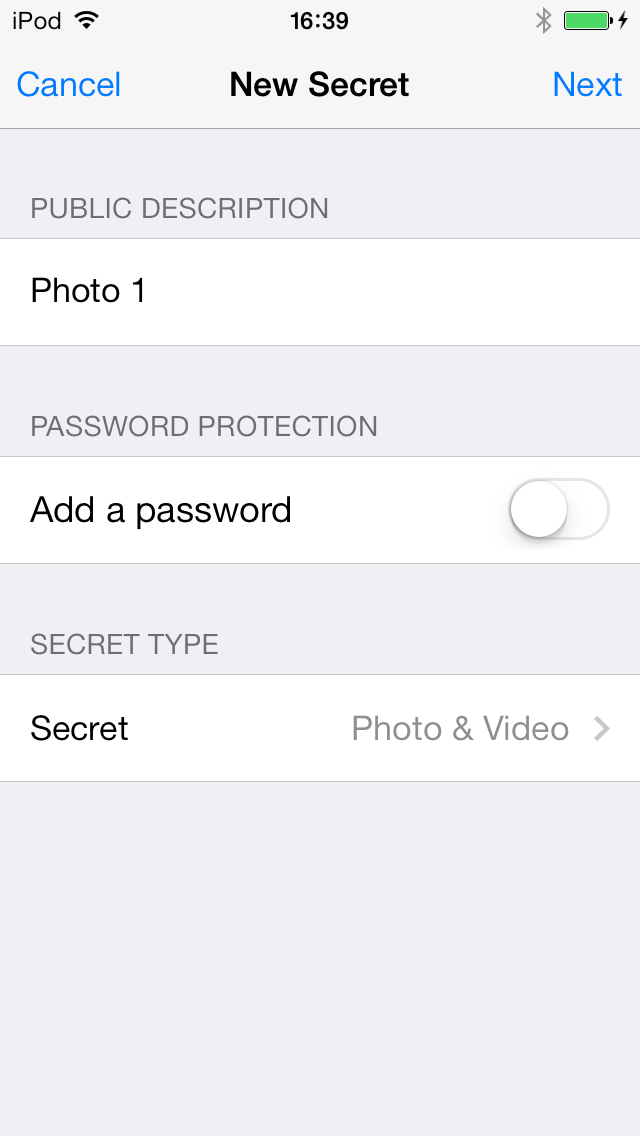 iPod 16:39
Cancel New Secret Next
PUBLIC DESCRIPTION
Photo 1
PASSWORD PROTECTION
Add a password
SECRET TYPE
Secret Photo & Video